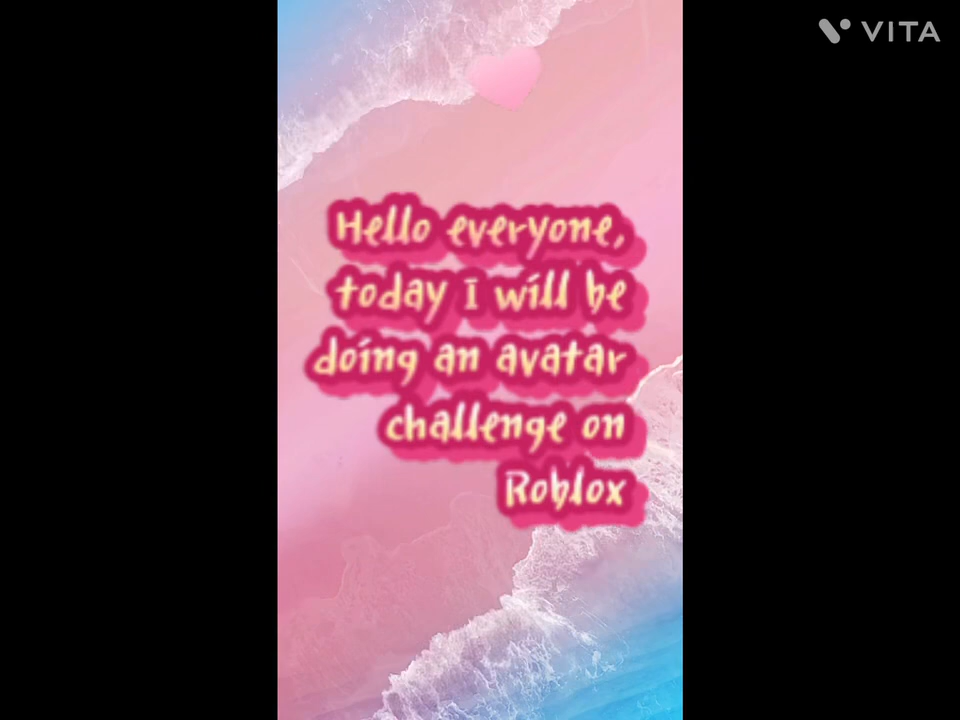 VITA
Hello everyone,
today I will be
doing an avatar
challenge on
Roblox